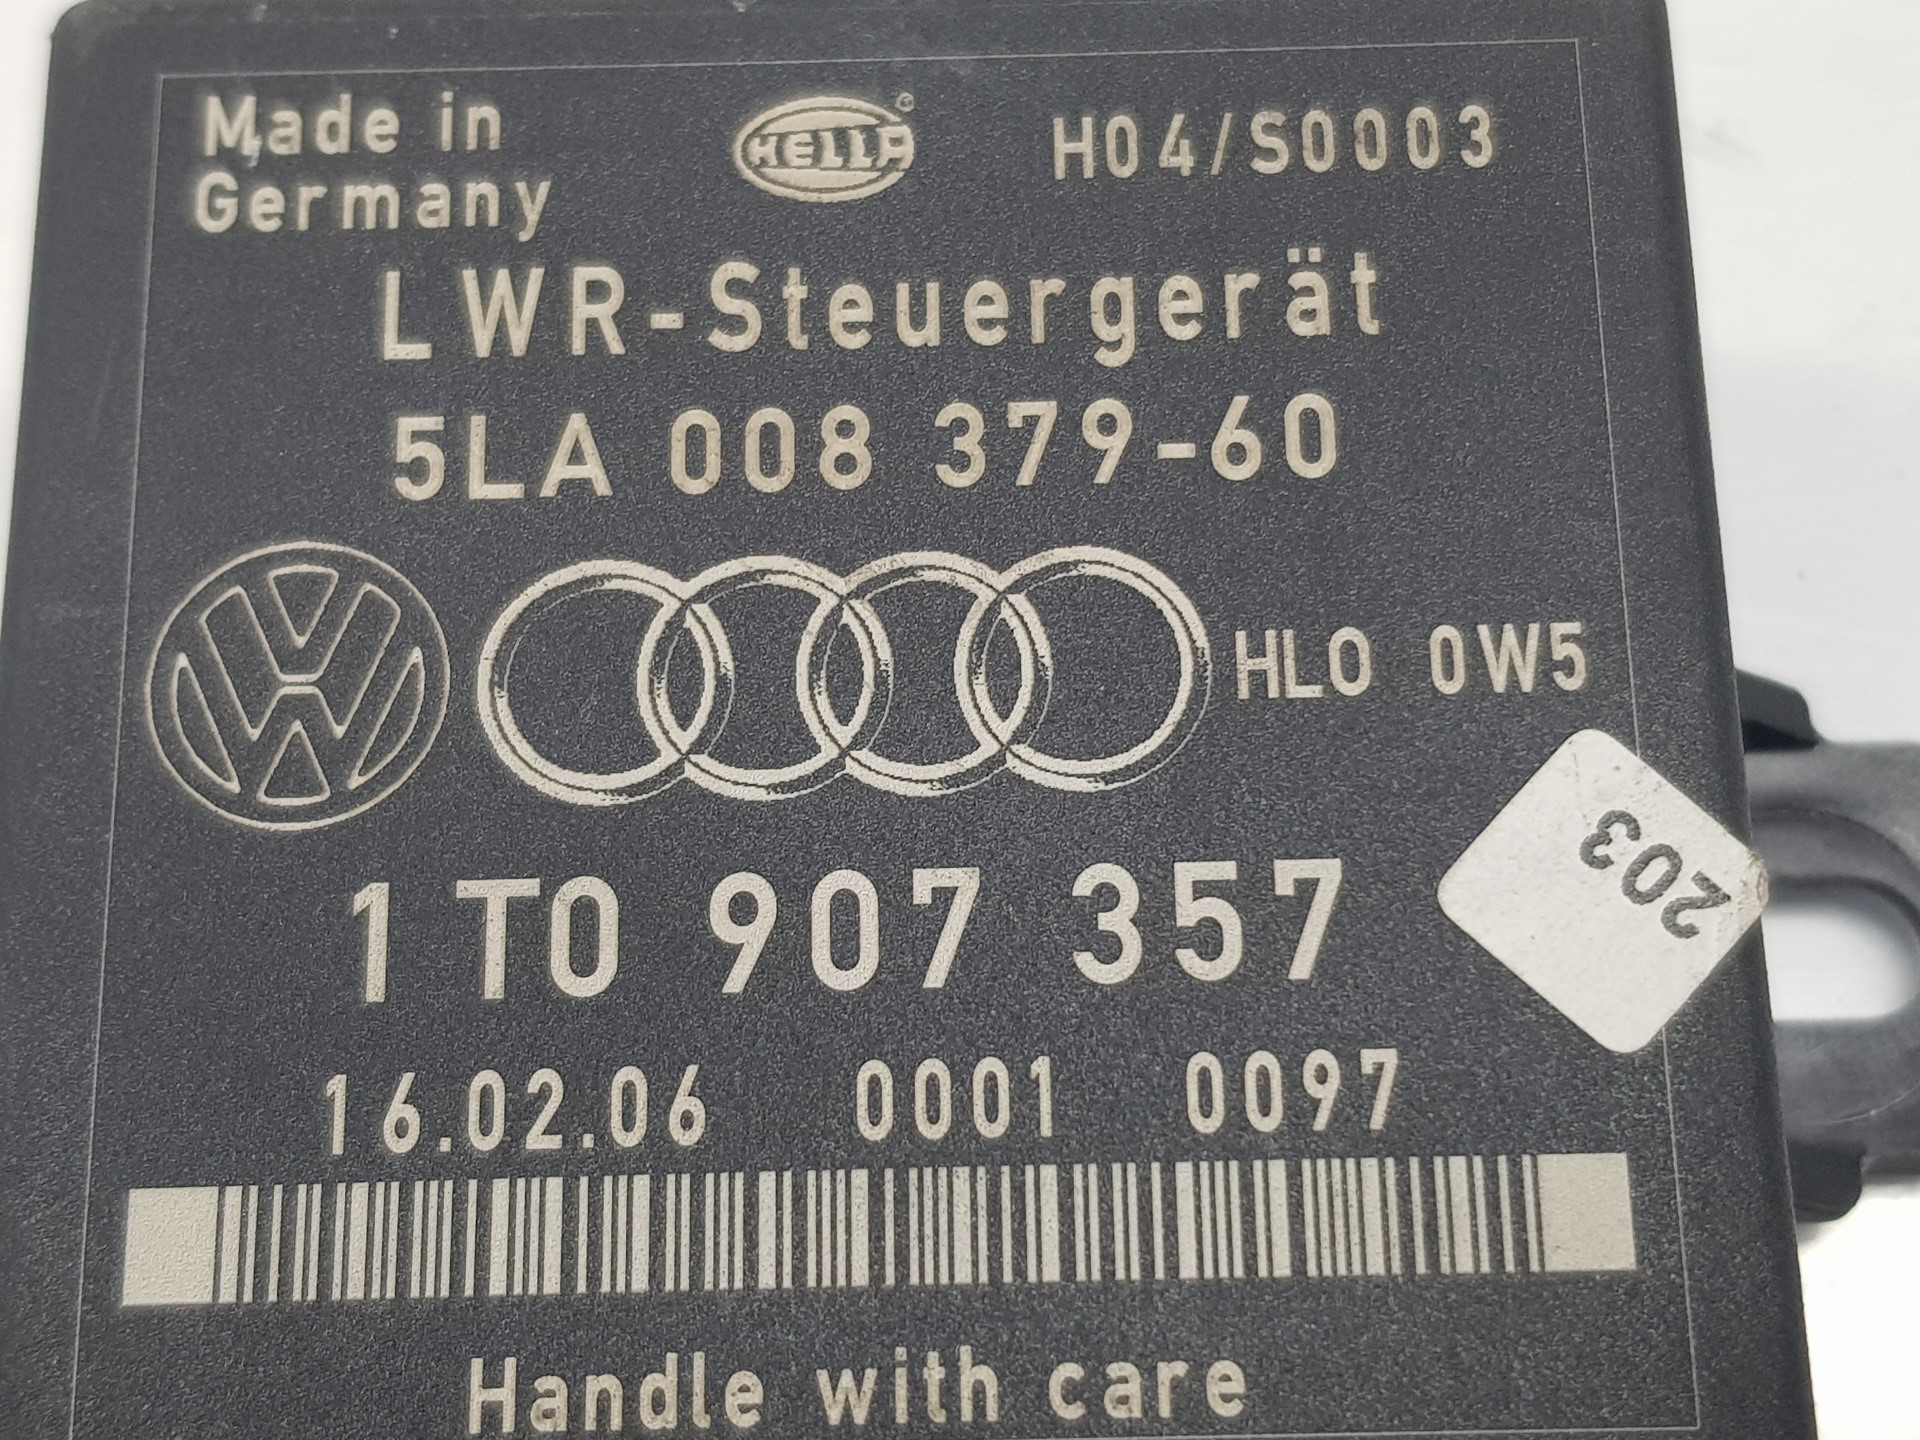 Made in
Germany
HELLA
H04/S0003
LWR-Steuergerät
5LA 008 379-60
HLO 0W5
1T0 907 357
203
16.02.06 0001 0097
Handle with care